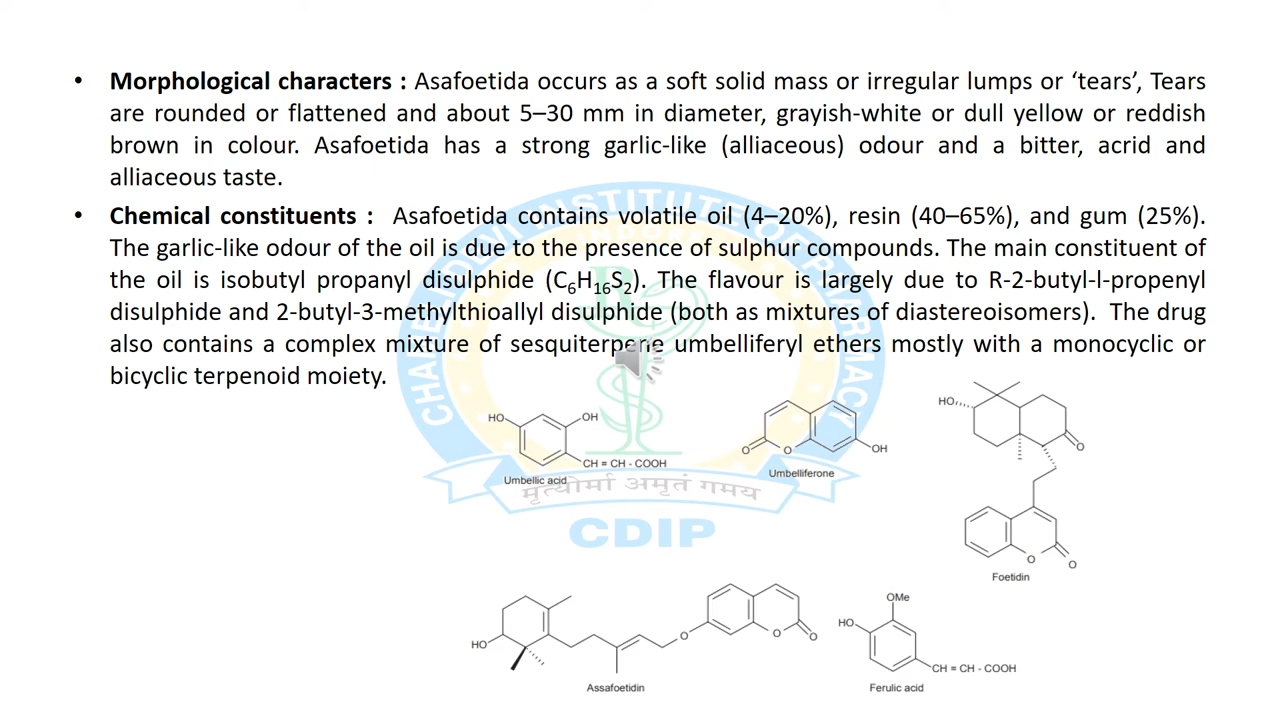 • Morphological characters : Asafoetida occurs as a soft solid mass or irregular lumps or ‘tears’, Tears
are rounded or flattened and about 5–30 mm in diameter, grayish-white or dull yellow or reddish
brown in colour. Asafoetida has a strong garlic-like (alliaceous) odour and a bitter, acrid and
alliaceous taste.
• Chemical constituents : Asafoetida contains volatile oil (4–20%), resin (40–65%), and gum (25%).
The garlic-like odour of the oil is due to the presence of sulphur compounds. The main constituent of
the oil is isobutyl propanyl disulphide (C₆H₁₆S₂). The flavour is largely due to R-2-butyl-l-propenyl
disulphide and 2-butyl-3-methylthioallyl disulphide (both as mixtures of diastereoisomers). The drug
also contains a complex mixture of sesquiterpene umbelliferyl ethers mostly with a monocyclic or
bicyclic terpenoid moiety.
HO OH
CH = CH - COOH
Umbellic acid
O O OH
Umbelliferone
HO
O
O O
Foetidin
HO
O O O
Assafoetidin
OMe
HO
CH = CH - COOH
Ferulic acid
INSTITUTE OF PHARMACY
मृत्योर्मा अमृतं गमय
CDIP